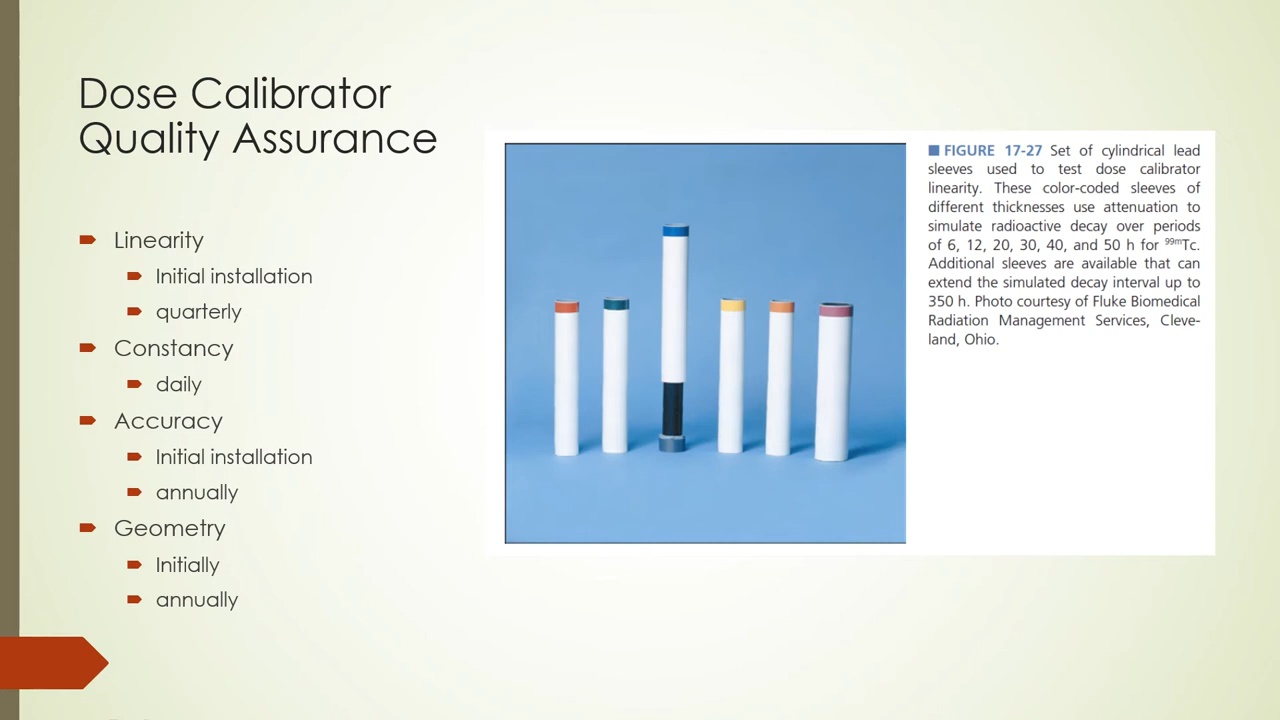 Dose Calibrator
Quality Assurance
Linearity
Initial installation
quarterly
Constancy
daily
Accuracy
Initial installation
annually
Geometry
Initially
annually
FIGURE 17-27 Set of cylindrical lead
sleeves used to test dose calibrator
linearity. These color-coded sleeves of
different thicknesses use attenuation to
simulate radioactive decay over periods
of 6, 12, 20, 30, 40, and 50 h for ⁹⁹ᵐTc.
Additional sleeves are available that can
extend the simulated decay interval up to
350 h. Photo courtesy of Fluke Biomedical
Radiation Management Services, Cleve-
land, Ohio.